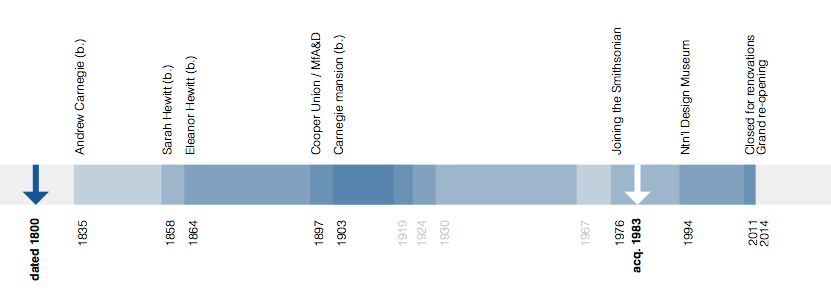 Andrew Carnegie (b.)
Sarah Hewitt (b.)
Eleanor Hewitt (b.)
Cooper Union / MfA&D
Carnegie mansion (b.)
Joining the Smithsonian
Ntn'l Design Museum
Closed for renovations
Grand re-opening
dated 1800
1835
1858
1864
1897
1903
1919
1924
1930
1967
1976
acq. 1983
1994
2011
2014